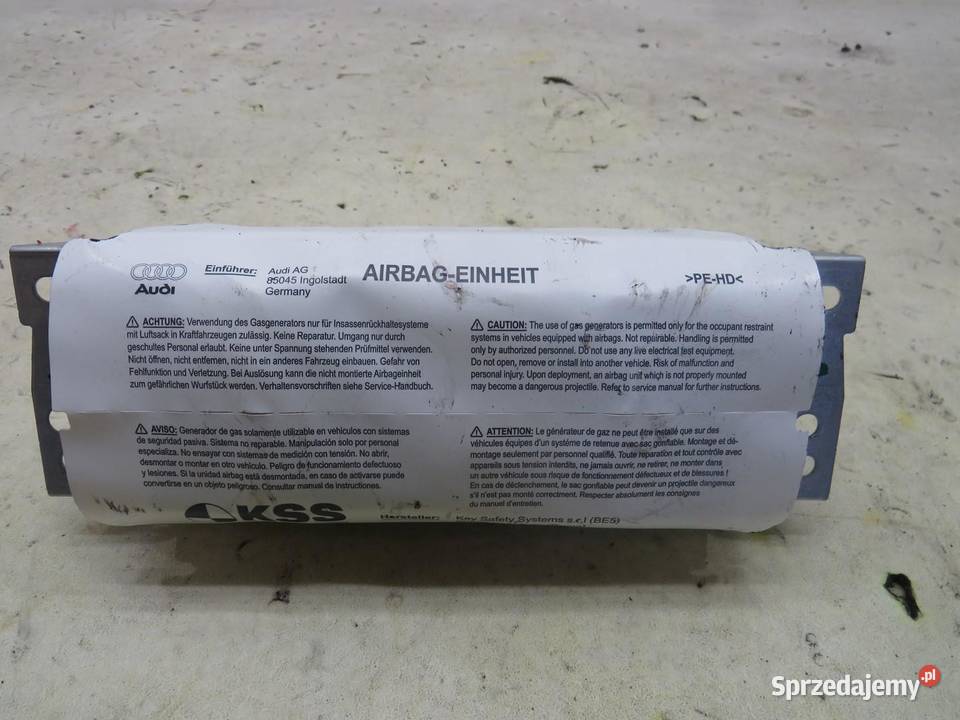 Audi
Einführer: Audi AG
85045 Ingolstadt
Germany
AIRBAG-EINHEIT
>PE-HD<
ACHTUNG: Verwendung des Gasgenerators nur für Insassenrückhaltesysteme
mit Luftsack in Kraftfahrzeugen zulässig. Keine Reparatur. Umgang nur durch
geschultes Personal erlaubt. Keine unter Spannung stehenden Prüfmittel verwenden.
Nicht öffnen, nicht entfernen, nicht in ein anderes Fahrzeug einbauen. Gefahr von
Fehlfunktion und Verletzung. Bei Auslösung kann die nicht montierte Airbageinheit
zum gefährlichen Wurfstück werden. Verhaltensvorschriften siehe Service-Handbuch.
CAUTION: The use of gas generators is permitted only for the occupant restraint
systems in vehicles equipped with airbags. Not repairable. Handling is permitted
only by authorized personnel. Do not use any live electrical test equipment.
Do not open, remove or install into another vehicle. Risk of malfunction and
personal injury. Upon deployment, an airbag unit which is not properly mounted
may become a dangerous projectile. Refer to service manual for further instructions.
AVISO: Generador de gas solamente utilizable en vehículos con sistemas
de seguridad pasiva. Sistema no reparable. Manipulación solo por personal
especializa. No ensayar con sistemas de medición con tensión. No abrir,
desmontar o montar en otro vehículo. Peligro de funcionamiento defectuoso
y lesiones. Si la unidad airbag está desmontada, en caso de activarse puede
convertirse en un objeto peligroso. Consultar manual de instrucciones.
ATTENTION: Le générateur de gaz ne peut être installé que sur des
véhicules équipes d'un système de retenue avec sac gonflable. Montage et dé-
montage seulement par personnel qualifié. Toute reparation et tout contrôle avec
appareils sous tension interdits, ne jamais ouvrir, ne retirer, ne monter dans
un autre véhicule sous risque de fonctionnement défectueux et de blessures !
En cas de déclenchement, le sac gonflable peut devenir un projectile dangereux
s'il n'est pas monté correctement. Respecter absolument les consignes
du manuel d'entretien.
KSS
Hersteller: Key Safety Systems s.r.l (BE5)
Sprzedajemy.pl